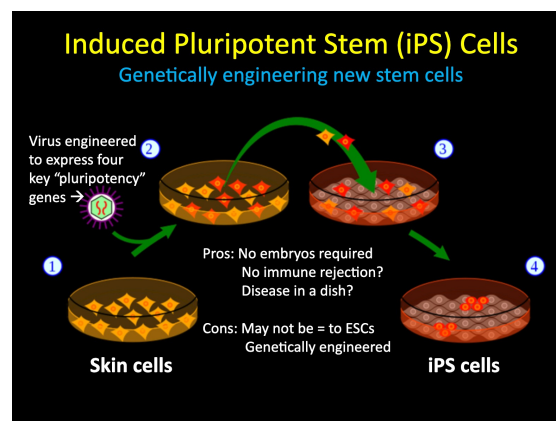 Induced Pluripotent Stem (iPS) Cells
Genetically engineering new stem cells
Virus engineered
to express four
key “pluripotency”
genes →
2
3
1
4
Pros: No embryos required
No immune rejection?
Disease in a dish?
Cons: May not be = to ESCs
Genetically engineered
Skin cells
iPS cells